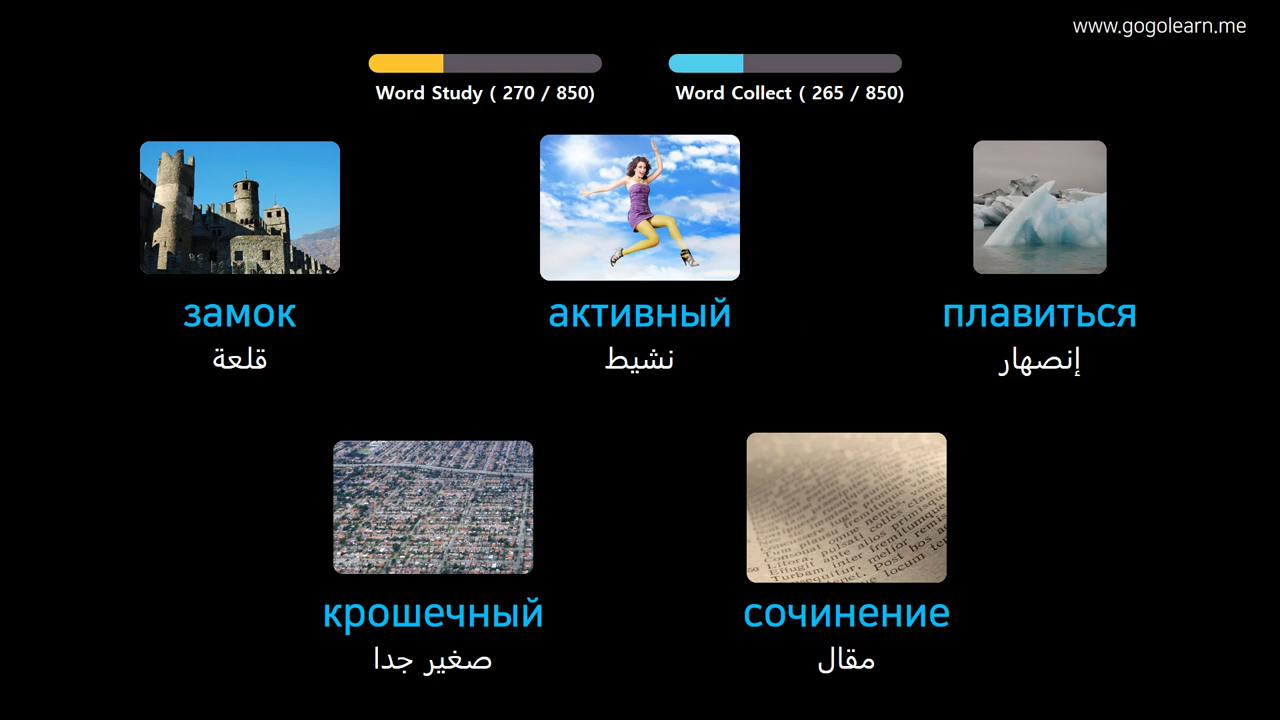 www.gogolearn.me
Word Study ( 270 / 850)
Word Collect ( 265 / 850)
замок
قلعة
активный
نشيط
плавиться
إنصهار
крошечный
صغير جدا
сочинение
مقال